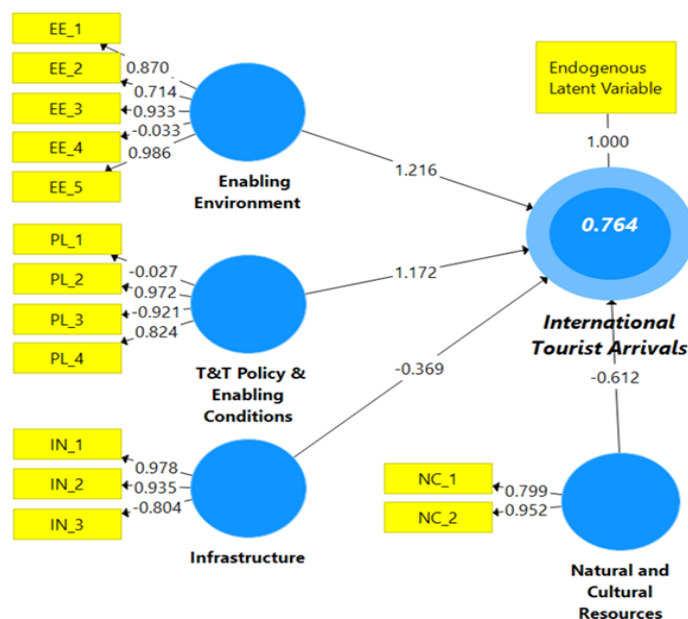 EE_1
EE_2
EE_3
EE_4
EE_5
0.870
0.714
0.933
-0.033
0.986
Enabling
Environment
1.216
Endogenous
Latent Variable
1.000
0.764
International
Tourist Arrivals
PL_1
PL_2
PL_3
PL_4
-0.027
0.972
-0.921
0.824
T&T Policy &
Enabling
Conditions
1.172
-0.369
-0.612
IN_1
IN_2
IN_3
0.978
0.935
-0.804
Infrastructure
NC_1
NC_2
0.799
0.952
Natural and
Cultural
Resources